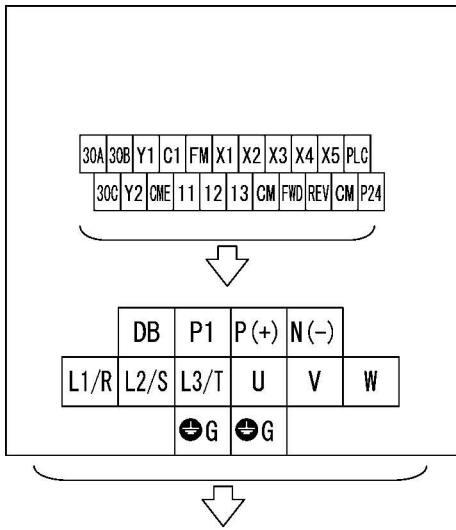 30A 30B Y1 C1 FM X1 X2 X3 X4 X5 PLC
30C Y2 CME 11 12 13 CM FWD REV CM P24
DB P1 P(+) N(-)
L1/R L2/S L3/T U V W
G G